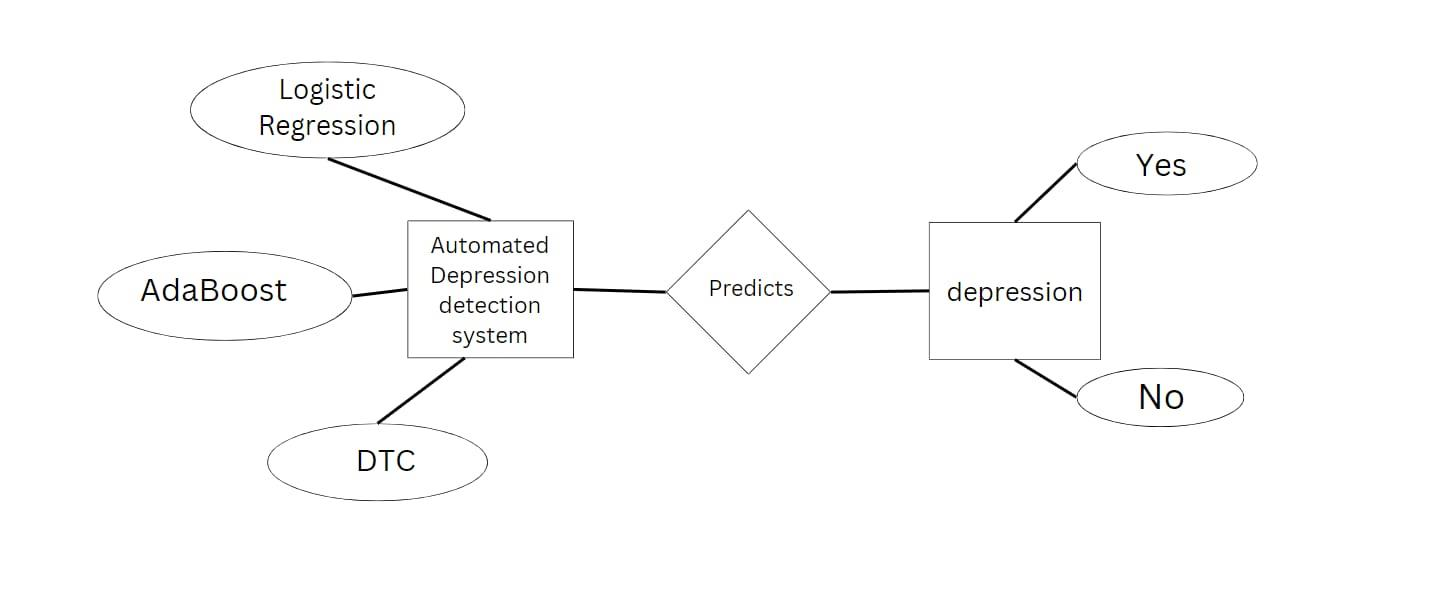 Logistic
Regression
Yes
Automated
Depression
detection
system
AdaBoost
Predicts
depression
No
DTC